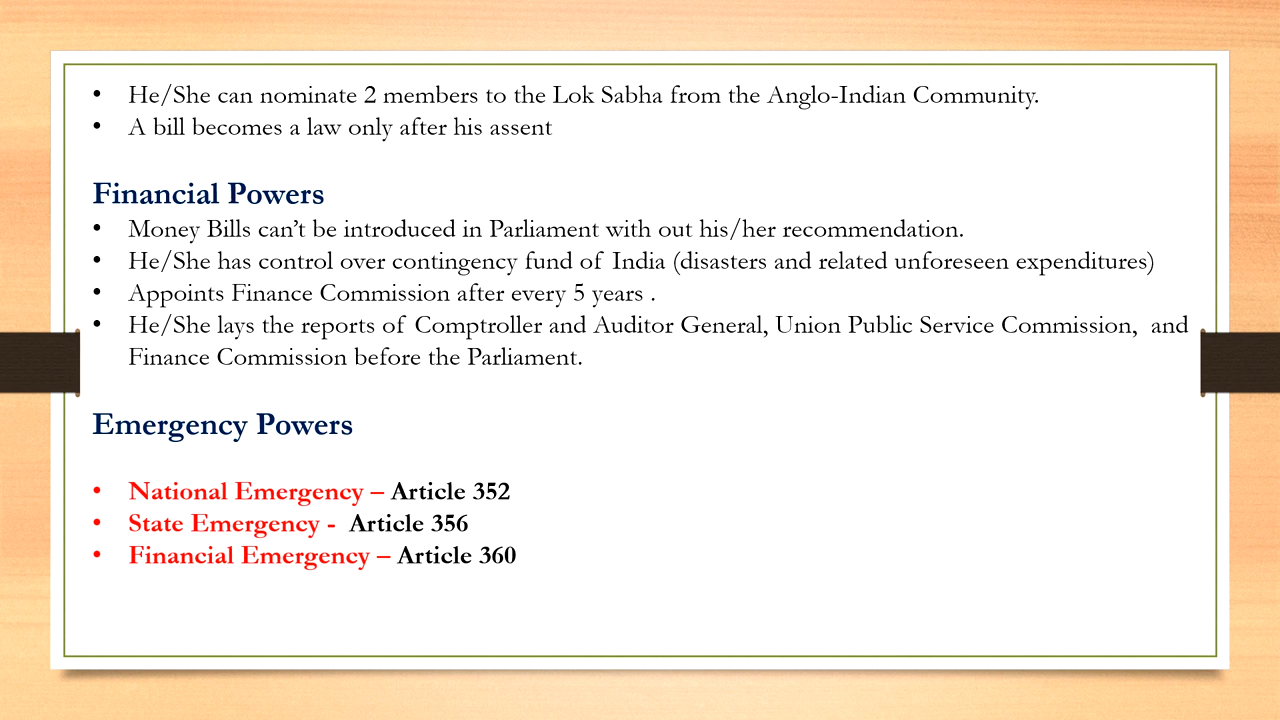 • He/She can nominate 2 members to the Lok Sabha from the Anglo-Indian Community.
• A bill becomes a law only after his assent
Financial Powers
• Money Bills can’t be introduced in Parliament with out his/her recommendation.
• He/She has control over contingency fund of India (disasters and related unforeseen expenditures)
• Appoints Finance Commission after every 5 years .
• He/She lays the reports of Comptroller and Auditor General, Union Public Service Commission, and
Finance Commission before the Parliament.
Emergency Powers
• National Emergency – Article 352
• State Emergency - Article 356
• Financial Emergency – Article 360